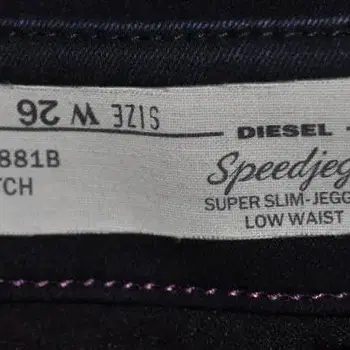 SIZE W 26
881B
TCH
DIESEL
Speedjeg
SUPER SLIM-JEGG
LOW WAIST